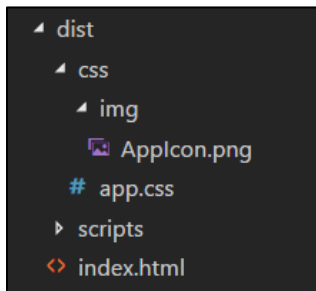 dist
css
img
AppIcon.png
# app.css
scripts
<> index.html